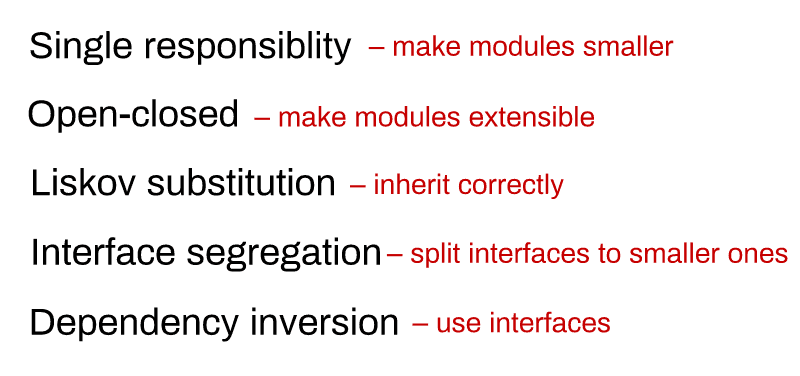 Single responsiblity – make modules smaller
Open-closed – make modules extensible
Liskov substitution – inherit correctly
Interface segregation – split interfaces to smaller ones
Dependency inversion – use interfaces